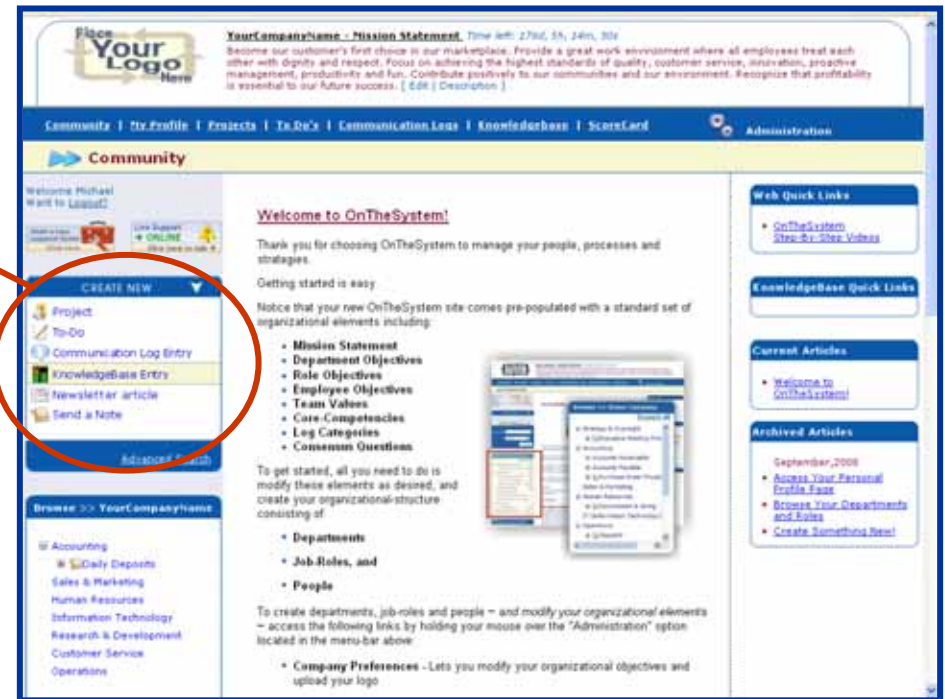 Place
Your
Logo
Here
YourCompanyName - Mission Statement Time left: 270d, 5h, 24m, 30s
Become our customer's first choice in our marketplace. Provide a great work environment where all employees treat each
other with dignity and respect. Focus on achieving the highest standards of quality, customer service, innovation, proactive
management, productivity and fun. Contribute positively to our communities and our environment. Recognize that profitability
is essential to our future success. [ Edit | Description ]
Community | My Profile | Projects | To Do's | Communication Logs | Knowledgebase | ScoreCard
Administration
Community
Welcome Michael
Want to Logout?
Live Support
ONLINE
CREATE NEW
Project
To-Do
Communication Log Entry
KnowledgeBase Entry
Newsletter article
Send a Note
Advanced Search
Browse >> YourCompanyName
Accounting
Daily Deposits
Sales & Marketing
Human Resources
Information Technology
Research & Development
Customer Service
Operations
Welcome to OnTheSystem!
Thank you for choosing OnTheSystem to manage your people, processes and
strategies.
Getting started is easy.
Notice that your new OnTheSystem site comes pre-populated with a standard set of
organizational elements including:
• Mission Statement
• Department Objectives
• Role Objectives
• Employee Objectives
• Team Values
• Core-Competencies
• Log Categories
• Consensus Questions
To get started, all you need to do is
modify these elements as desired, and
create your organizational-structure
consisting of:
• Departments
• Job-Roles, and
• People
To create departments, job-roles and people – and modify your organizational elements
– access the following links by holding your mouse over the "Administration" option
located in the menu-bar above:
• Company Preferences - Lets you modify your organizational objectives and
upload your logo
Web Quick Links
• OnTheSystem
Step-By-Step Videos
KnowledgeBase Quick Links
Current Articles
• Welcome to
OnTheSystem!
Archived Articles
September,2008
• Access Your Personal
Profile Page
• Browse Your Departments
and Roles
• Create Something New!